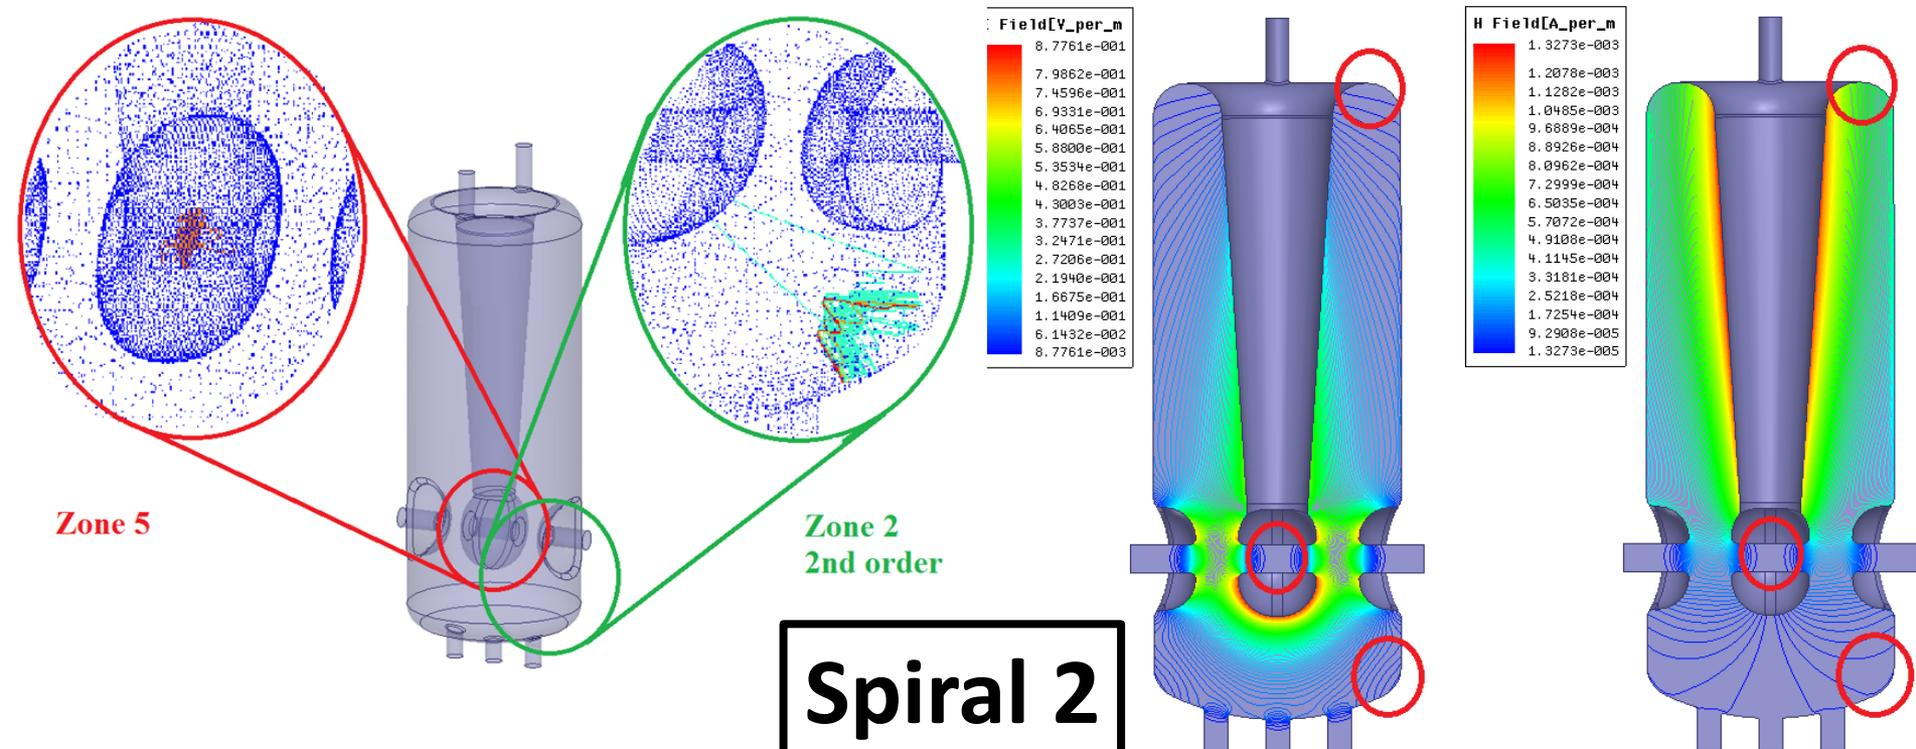 Zone 5
Zone 2
2nd order
Spiral 2
E Field[V_per_m
8.7761e-001
7.9862e-001
7.4596e-001
6.9331e-001
6.4065e-001
5.8800e-001
5.3534e-001
4.8268e-001
4.3003e-001
3.7737e-001
3.2471e-001
2.7206e-001
2.1940e-001
1.6675e-001
1.1409e-001
6.1432e-002
8.7761e-003
H Field[A_per_m
1.3273e-003
1.2078e-003
1.1282e-003
1.0485e-003
9.6889e-004
8.8926e-004
8.0962e-004
7.2999e-004
6.5035e-004
5.7072e-004
4.9108e-004
4.1145e-004
3.3181e-004
2.5218e-004
1.7254e-004
9.2908e-005
1.3273e-005